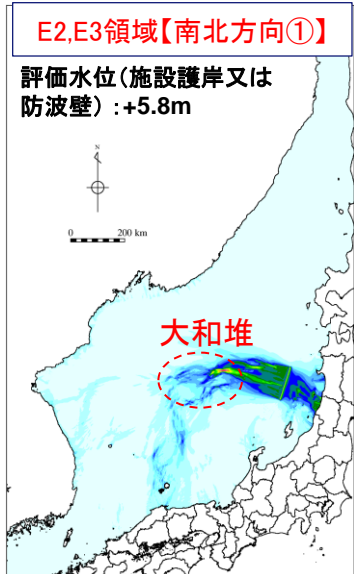 E2,E3領域【南北方向①】
評価水位(施設護岸又は
防波壁):+5.8m
N
0 200 km
大和堆